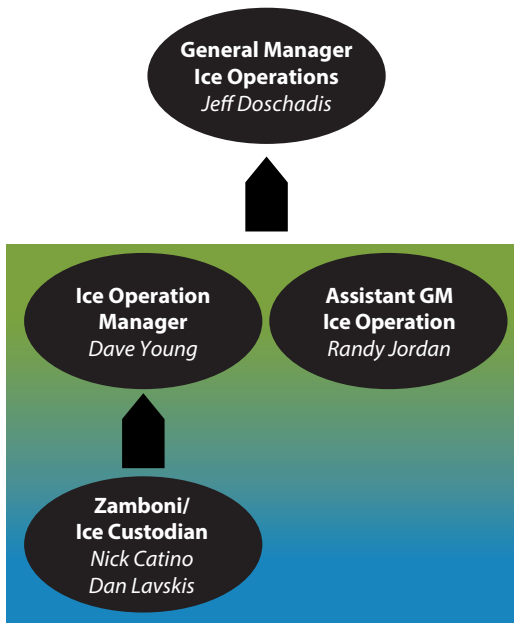 General Manager
Ice Operations
Jeff Doschadis
Ice Operation
Manager
Dave Young
Assistant GM
Ice Operation
Randy Jordan
Zamboni/
Ice Custodian
Nick Catino
Dan Lavskis